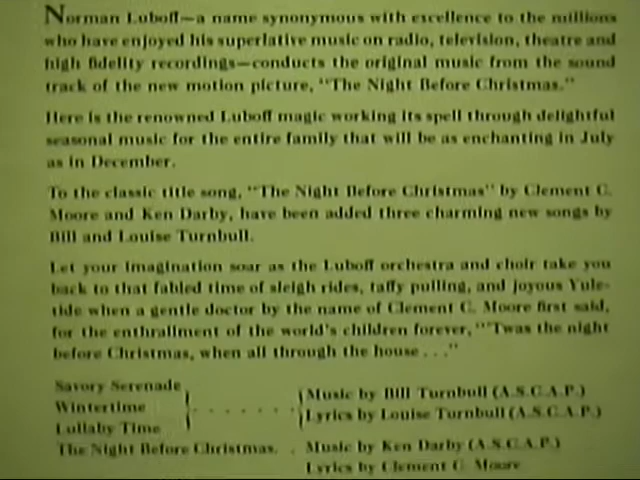 Norman Luboff—a name synonymous with excellence to the millions
who have enjoyed his superlative music on radio, television, theatre and
high fidelity recordings—conducts the original music from the sound
track of the new motion picture, "The Night Before Christmas."
Here is the renowned Luboff magic working its spell through delightful
seasonal music for the entire family that will be as enchanting in July
as in December.
To the classic title song, "The Night Before Christmas" by Clement C.
Moore and Ken Darby, have been added three charming new songs by
Bill and Louise Turnbull.
Let your imagination soar as the Luboff orchestra and choir take you
back to that fabled time of sleigh rides, taffy pulling, and joyous Yule-
tide when a gentle doctor by the name of Clement C. Moore first said,
for the enthrallment of the world's children forever, "'Twas the night
before Christmas, when all through the house . . ."
Savory Serenade
Wintertime
Lullaby Time
Music by Bill Turnbull (A.S.C.A.P.)
Lyrics by Louise Turnbull (A.S.C.A.P.)
The Night Before Christmas. . Music by Ken Darby (A.S.C.A.P.)
Lyrics by Clement C. Moore